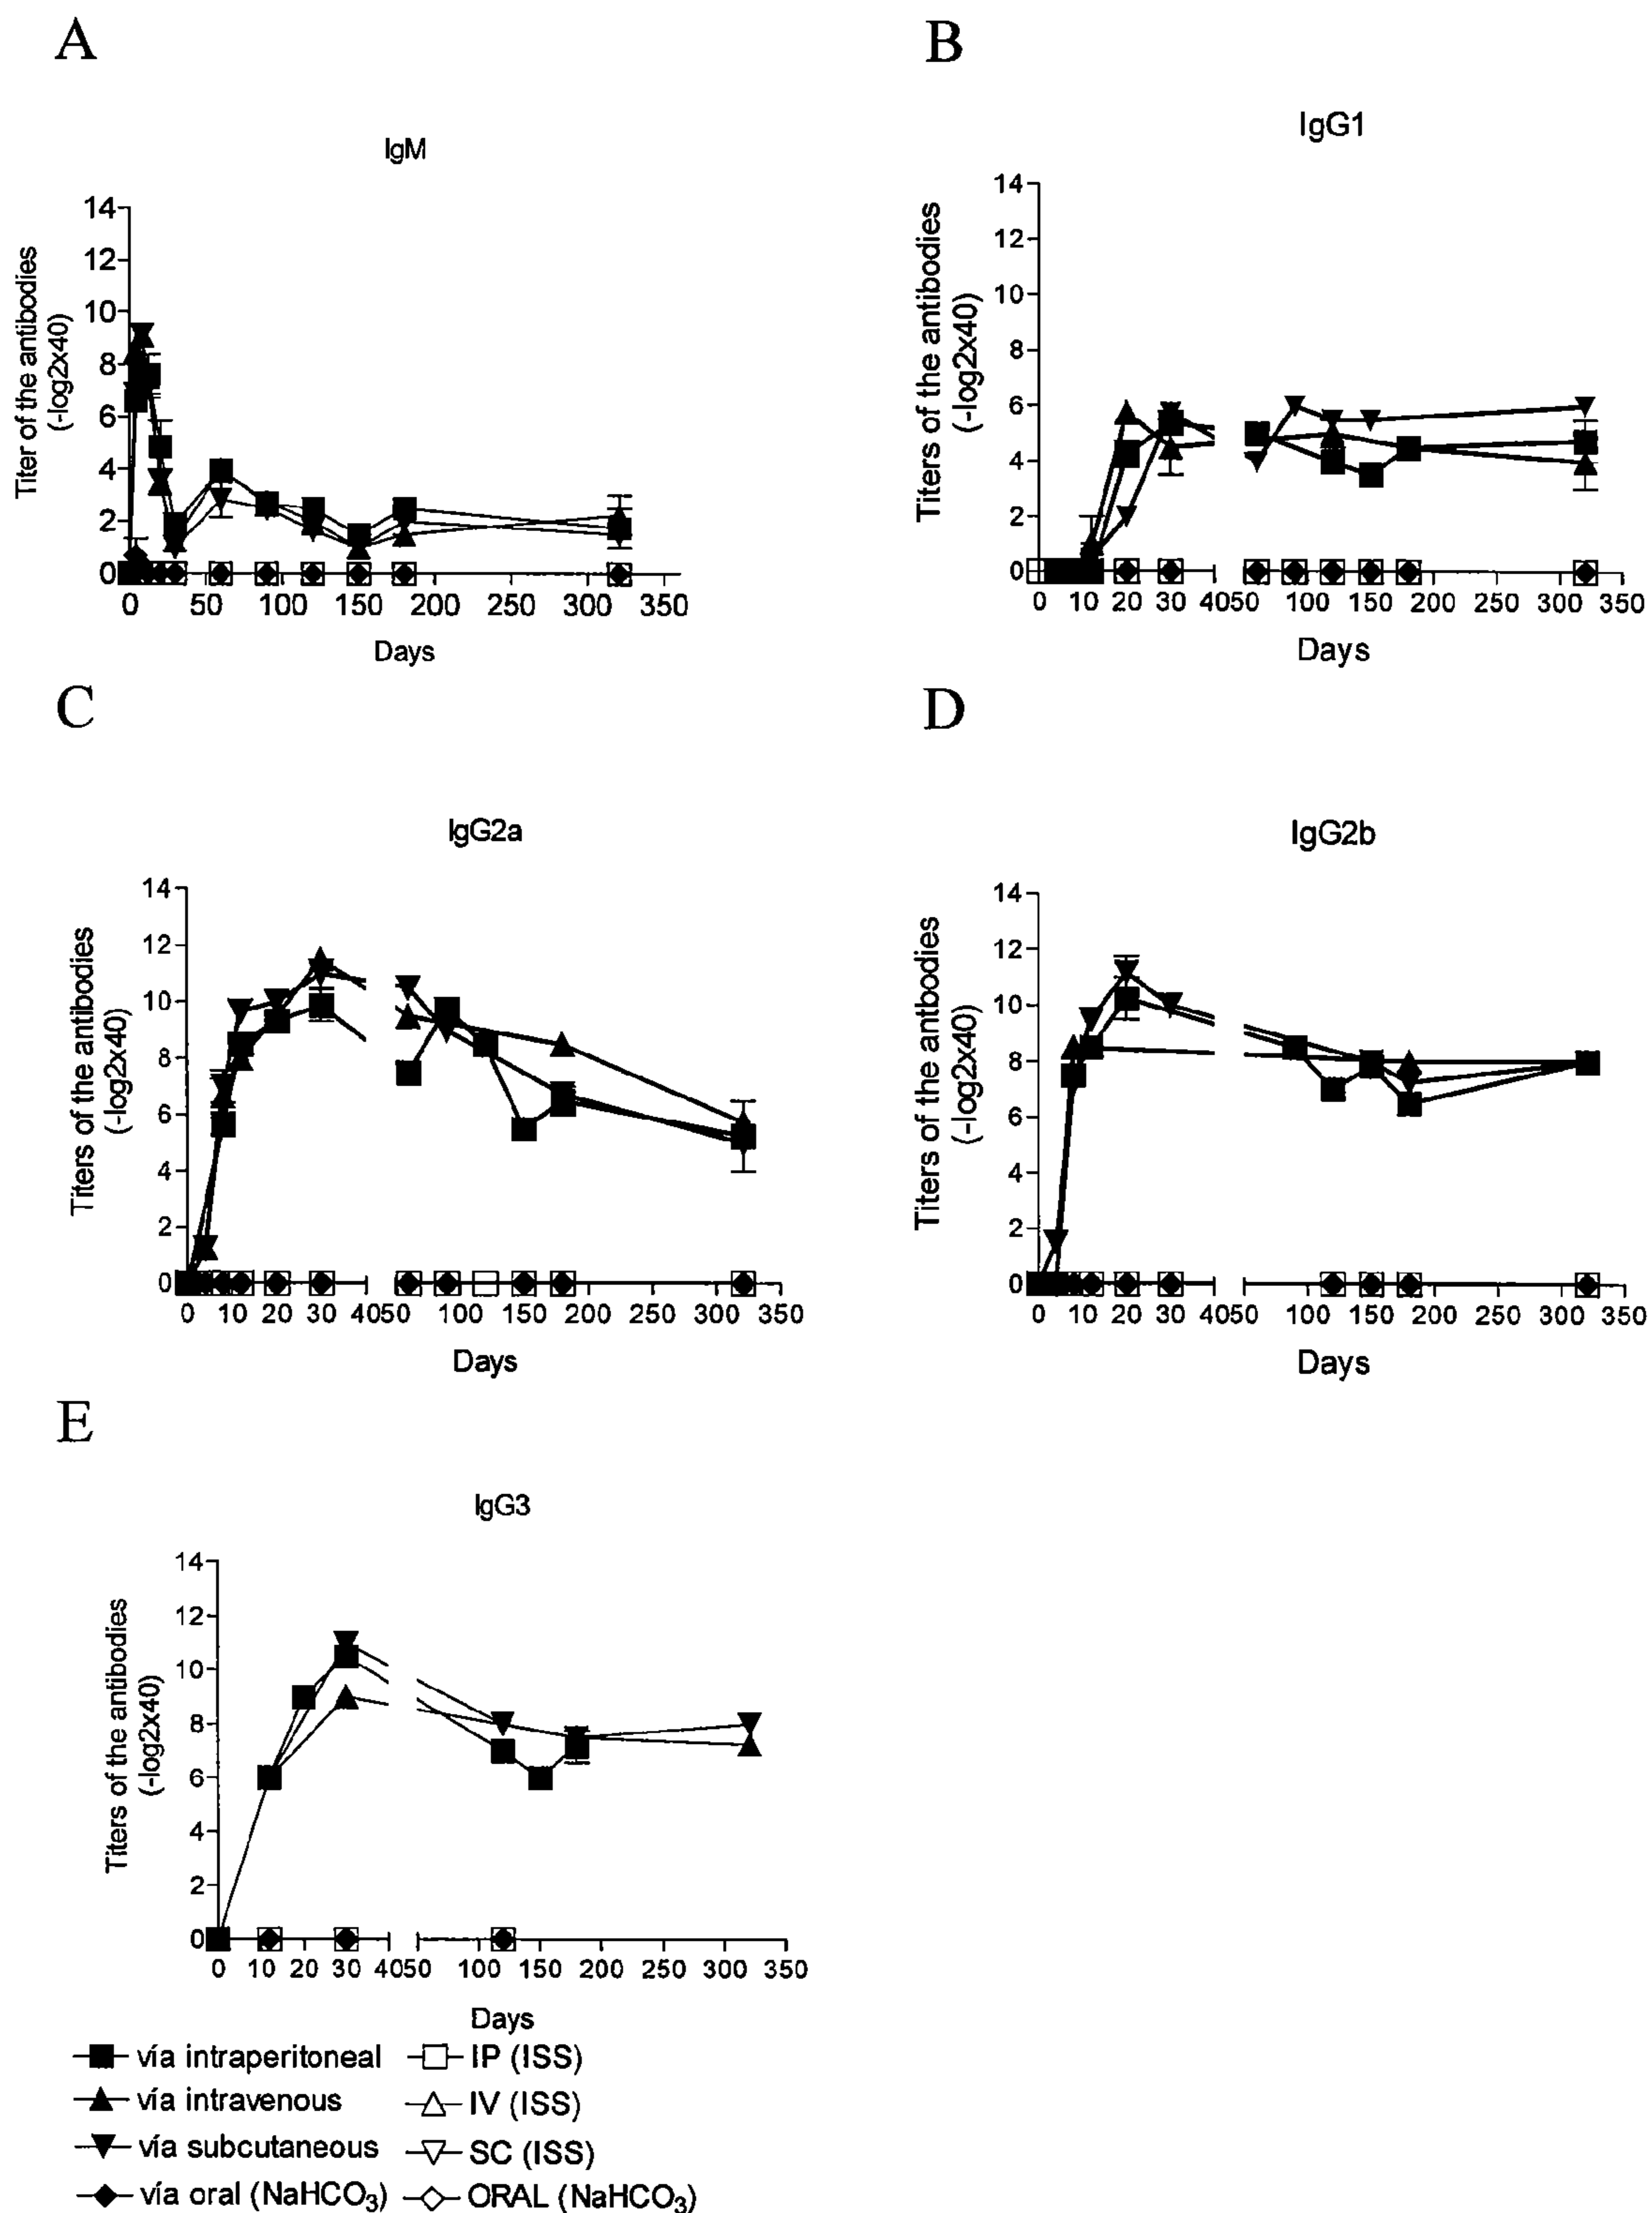 A
IgM
Titer of the antibodies
(-log2x40)
14
12
10
8
6
4
2
0
0 50 100 150 200 250 300 350
Days
B
IgG1
Titers of the antibodies
(-log2x40)
14
12
10
8
6
4
2
0
0 10 20 30 4050 100 150 200 250 300 350
Days
C
IgG2a
Titers of the antibodies
(-log2x40)
14
12
10
8
6
4
2
0
0 10 20 30 4050 100 150 200 250 300 350
Days
D
IgG2b
Titers of the antibodies
(-log2x40)
14
12
10
8
6
4
2
0
0 10 20 30 4050 100 150 200 250 300 350
Days
E
IgG3
Titers of the antibodies
(-log2x40)
14
12
10
8
6
4
2
0
0 10 20 30 4050 100 150 200 250 300 350
Days
vía intraperitoneal IP (ISS)
vía intravenous IV (ISS)
vía subcutaneous SC (ISS)
vía oral (NaHCO3) ORAL (NaHCO3)